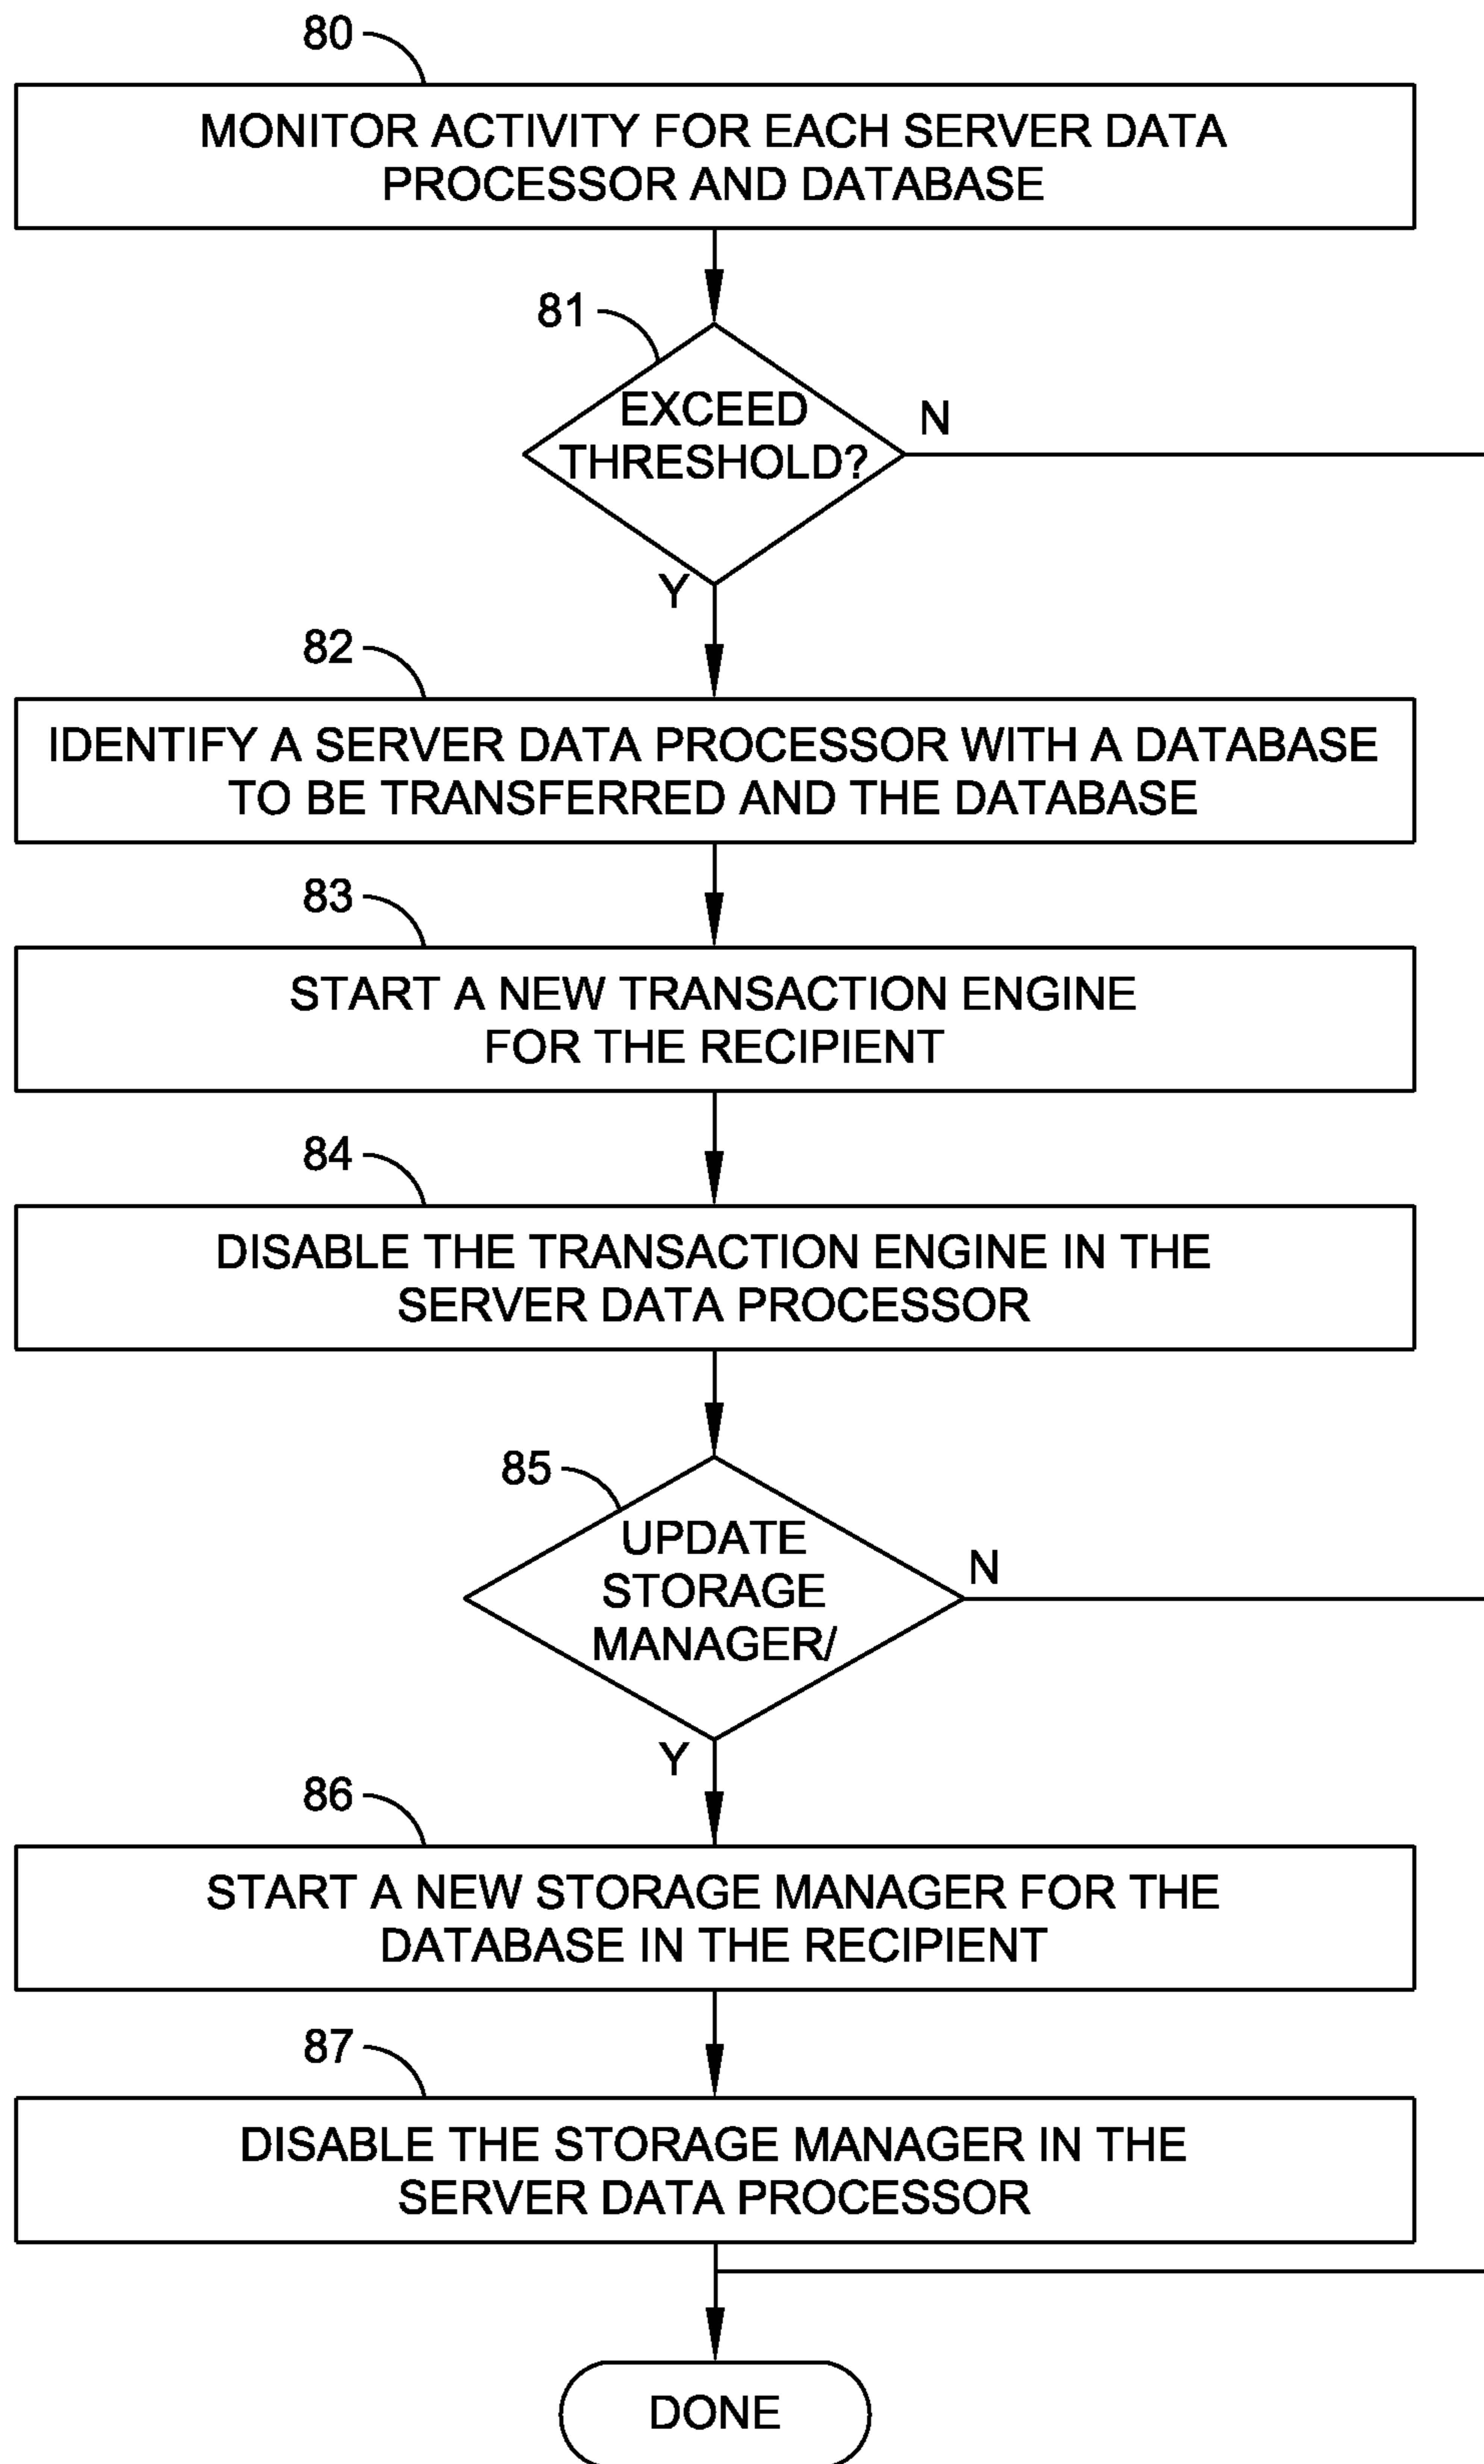 80
MONITOR ACTIVITY FOR EACH SERVER DATA
PROCESSOR AND DATABASE
81
EXCEED
THRESHOLD?
N
Y
82
IDENTIFY A SERVER DATA PROCESSOR WITH A DATABASE
TO BE TRANSFERRED AND THE DATABASE
83
START A NEW TRANSACTION ENGINE
FOR THE RECIPIENT
84
DISABLE THE TRANSACTION ENGINE IN THE
SERVER DATA PROCESSOR
85
UPDATE
STORAGE
MANAGER/
N
Y
86
START A NEW STORAGE MANAGER FOR THE
DATABASE IN THE RECIPIENT
87
DISABLE THE STORAGE MANAGER IN THE
SERVER DATA PROCESSOR
DONE